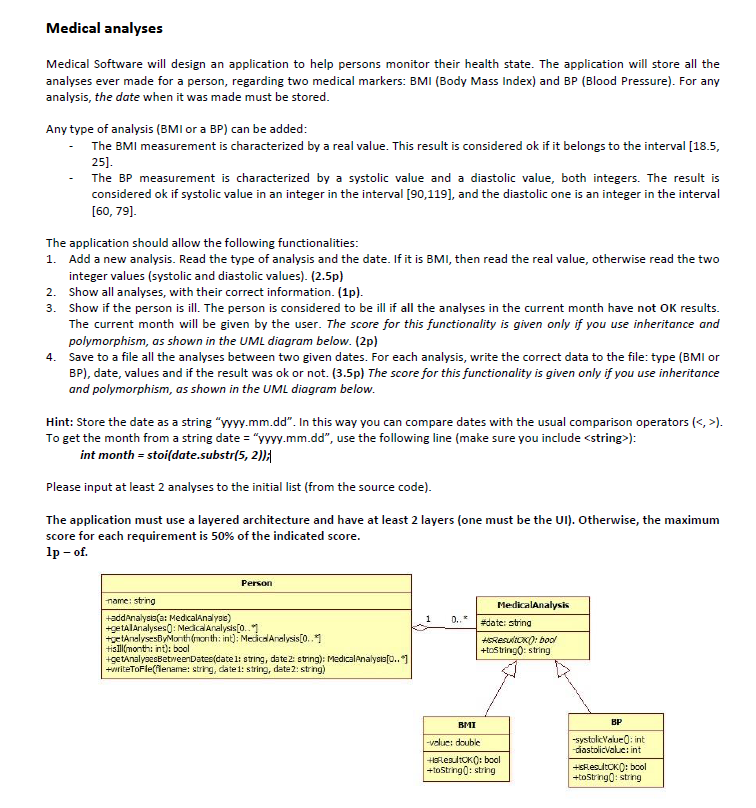 Medical analyses
Medical Software will design an application to help persons monitor their health state. The application will store all the
analyses ever made for a person, regarding two medical markers: BMI (Body Mass Index) and BP (Blood Pressure). For any
analysis, the date when it was made must be stored.
Any type of analysis (BMI or a BP) can be added:
- The BMI measurement is characterized by a real value. This result is considered ok if it belongs to the interval [18.5,
25].
- The BP measurement is characterized by a systolic value and a diastolic value, both integers. The result is
considered ok if systolic value in an integer in the interval [90,119], and the diastolic one is an integer in the interval
[60, 79].
The application should allow the following functionalities:
1. Add a new analysis. Read the type of analysis and the date. If it is BMI, then read the real value, otherwise read the two
integer values (systolic and diastolic values). (2.5p)
2. Show all analyses, with their correct information. (1p).
3. Show if the person is ill. The person is considered to be ill if all the analyses in the current month have not OK results.
The current month will be given by the user. The score for this functionality is given only if you use inheritance and
polymorphism, as shown in the UML diagram below. (2p)
4. Save to a file all the analyses between two given dates. For each analysis, write the correct data to the file: type (BMI or
BP), date, values and if the result was ok or not. (3.5p) The score for this functionality is given only if you use inheritance
and polymorphism, as shown in the UML diagram below.
Hint: Store the date as a string "yyyy.mm.dd". In this way you can compare dates with the usual comparison operators (<, >).
To get the month from a string date = "yyyy.mm.dd", use the following line (make sure you include <string>):
int month = stoi(date.substr(5, 2));
Please input at least 2 analyses to the initial list (from the source code).
The application must use a layered architecture and have at least 2 layers (one must be the UI). Otherwise, the maximum
score for each requirement is 50% of the indicated score.
1p – of.
Person
-name: string
+addAnalysis(a: MedicalAnalysis)
+getAllAnalyses(): MedicalAnalysis[0..*]
+getAnalysesByMonth(month: int): MedicalAnalysis[0..*]
+isIll(month: int): bool
+getAnalysesBetweenDates(date1: string, date2: string): MedicalAnalysis[0..*]
+writeToFile(filename: string, date1: string, date2: string)
1 0..*
MedicalAnalysis
#date: string
+isResultOK(): bool
+toString(): string
BMI
-value: double
+isResultOK(): bool
+toString(): string
BP
-systolicValue(): int
-diastolicValue: int
+isResultOK(): bool
+toString(): string